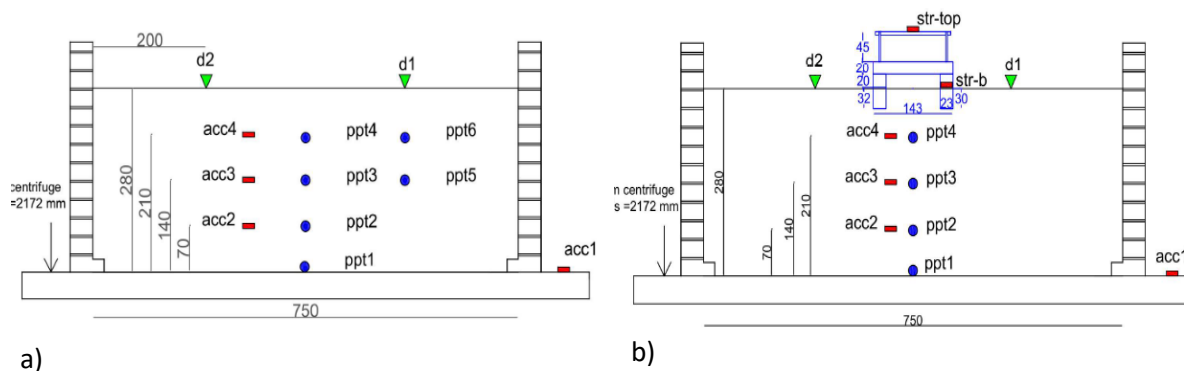 200
d2
d1
acc4
ppt4
ppt6
acc3
ppt3
ppt5
acc2
ppt2
ppt1
acc1
280
210
140
70
centrifuge
=2172 mm
750
a)
str-top
45
20
20
32
143
23
30
str-b
d2
d1
acc4
ppt4
acc3
ppt3
acc2
ppt2
ppt1
acc1
280
70
140
210
n centrifuge
s =2172 mm
750
b)